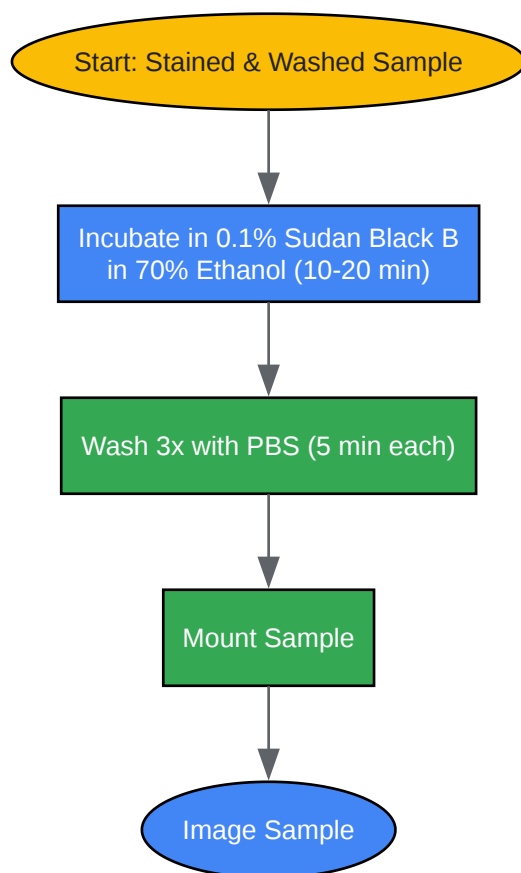 Start: Stained & Washed Sample
Incubate in 0.1% Sudan Black B
in 70% Ethanol (10-20 min)
Wash 3x with PBS (5 min each)
Mount Sample
Image Sample